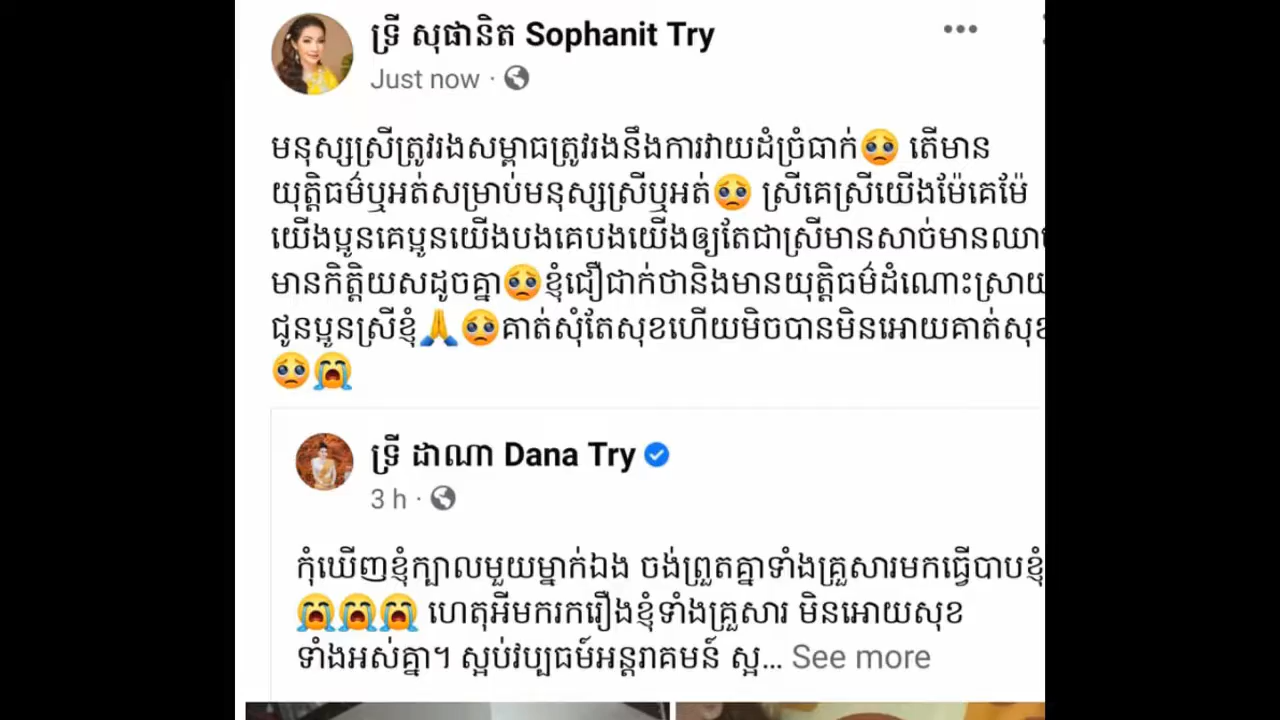 ទ្រី សុផានិត Sophanit Try
Just now ·
មនុស្សស្រីត្រូវរងសម្ពាធត្រូវរងនឹងការវាយដំច្រំធាក់🥺 តើមាន
យុត្តិធម៌ឬអត់សម្រាប់មនុស្សស្រីឬអត់🥺 ស្រីគេស្រីយើងម៉ែគេម៉ែ
យើងប្អូនគេប្អូនយើងបងគេបងយើងឲ្យតែជាស្រីមានសាច់មានឈាម
មានកិត្តិយសដូចគ្នា🥺ខ្ញុំជឿជាក់ថានិងមានយុត្តិធម៌ដំណោះស្រាយ
ជូនប្អូនស្រីខ្ញុំ🙏🥺គាត់សុំតែសុខហើយមិចបានមិនអោយគាត់សុខ
🥺😭
ទ្រី ដាណា Dana Try
3 h ·
កុំឃើញខ្ញុំក្បាលមួយម្នាក់ឯង ចង់ព្រួតគ្នាទាំងគ្រួសារមកធ្វើបាបខ្ញុំ
😭😭😭 ហេតុអីមករករឿងខ្ញុំទាំងគ្រួសារ មិនអោយសុខ
ទាំងអស់គ្នា។ ស្អប់វប្បធម៍អន្តរាគមន៍ ស្អ... See more